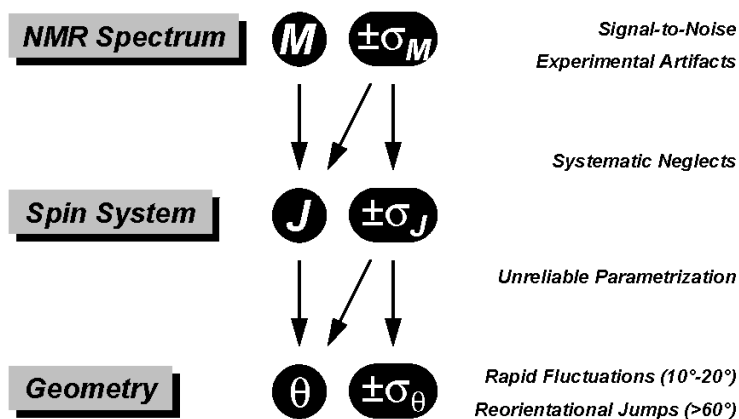 NMR Spectrum M ±σM Signal-to-Noise
Experimental Artifacts
Systematic Neglects
Spin System J ±σJ
Unreliable Parametrization
Geometry θ ±σθ Rapid Fluctuations (10°-20°)
Reorientational Jumps (>60°)